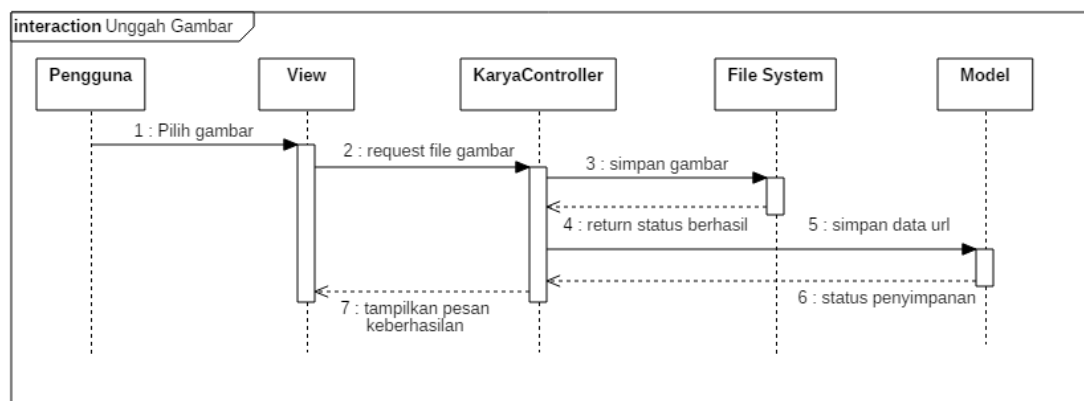 interaction Unggah Gambar
Pengguna
View
KaryaController
File System
Model
1 : Pilih gambar
2 : request file gambar
3 : simpan gambar
4 : return status berhasil
5 : simpan data url
6 : status penyimpanan
7 : tampilkan pesan
keberhasilan